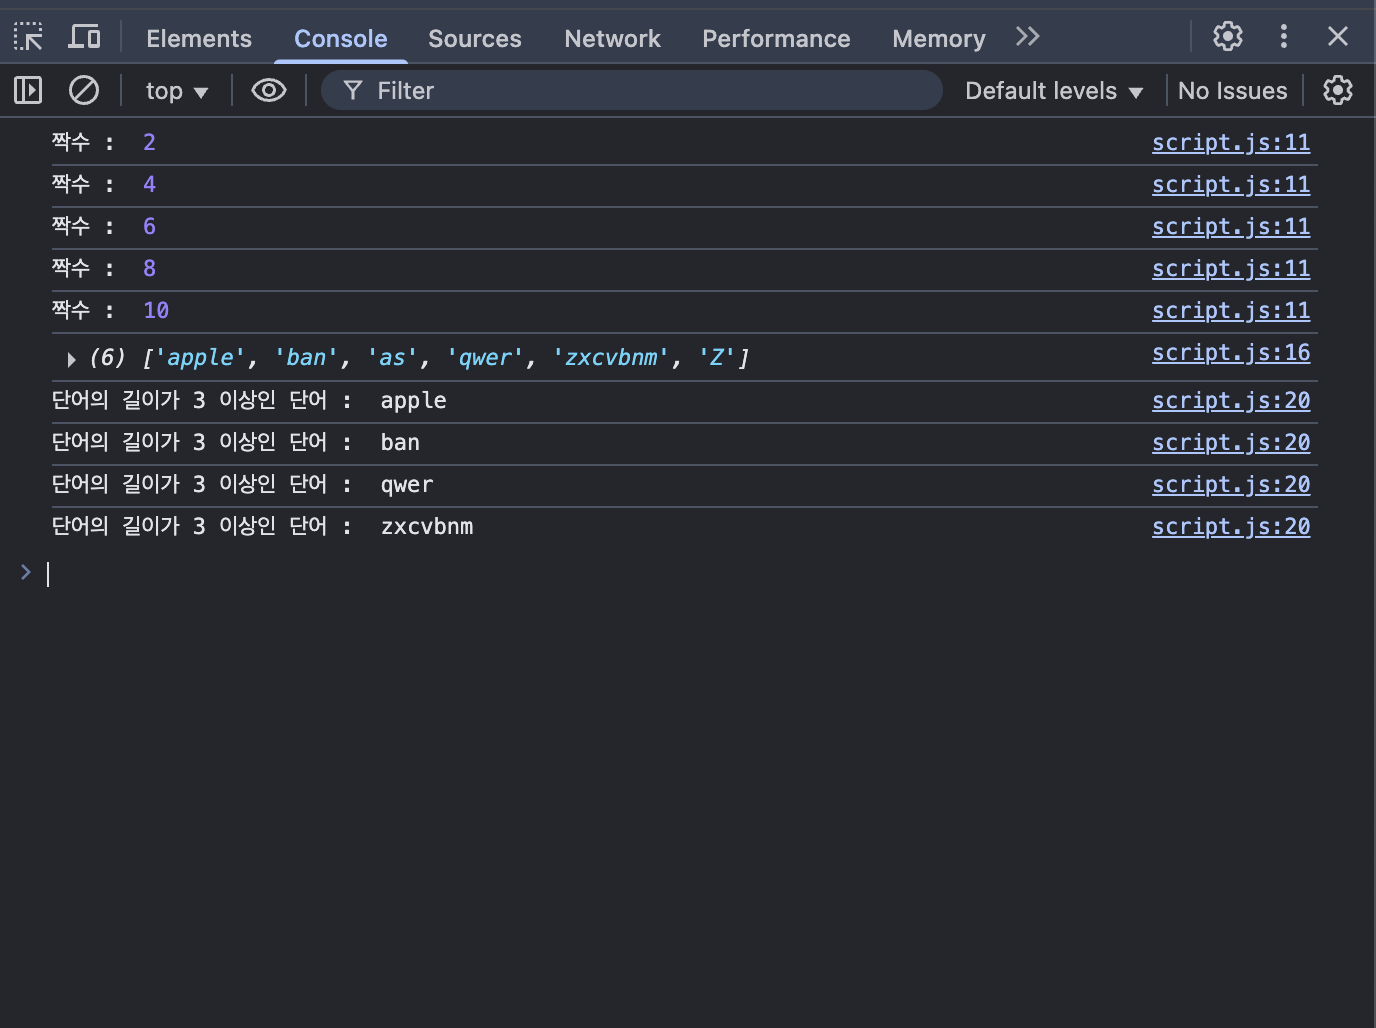 Elements Console Sources Network Performance Memory
top Filter Default levels No Issues
짝수 : 2 script.js:11
짝수 : 4 script.js:11
짝수 : 6 script.js:11
짝수 : 8 script.js:11
짝수 : 10 script.js:11
(6) ['apple', 'ban', 'as', 'qwer', 'zxcvbnm', 'Z'] script.js:16
단어의 길이가 3 이상인 단어 : apple script.js:20
단어의 길이가 3 이상인 단어 : ban script.js:20
단어의 길이가 3 이상인 단어 : qwer script.js:20
단어의 길이가 3 이상인 단어 : zxcvbnm script.js:20